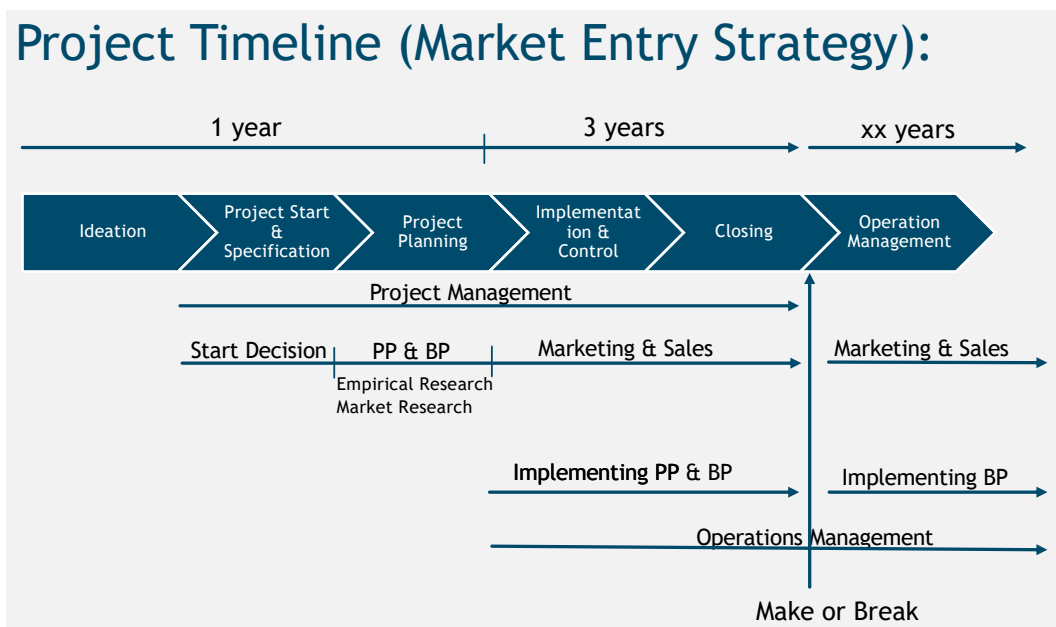 Project Timeline (Market Entry Strategy):
1 year
3 years
xx years
Ideation
Project Start
&
Specification
Project
Planning
Implementat
ion &
Control
Closing
Operation
Management
Project Management
Start Decision
PP & BP
Marketing & Sales
Marketing & Sales
Empirical Research
Market Research
Implementing PP & BP
Implementing BP
Operations Management
Make or Break